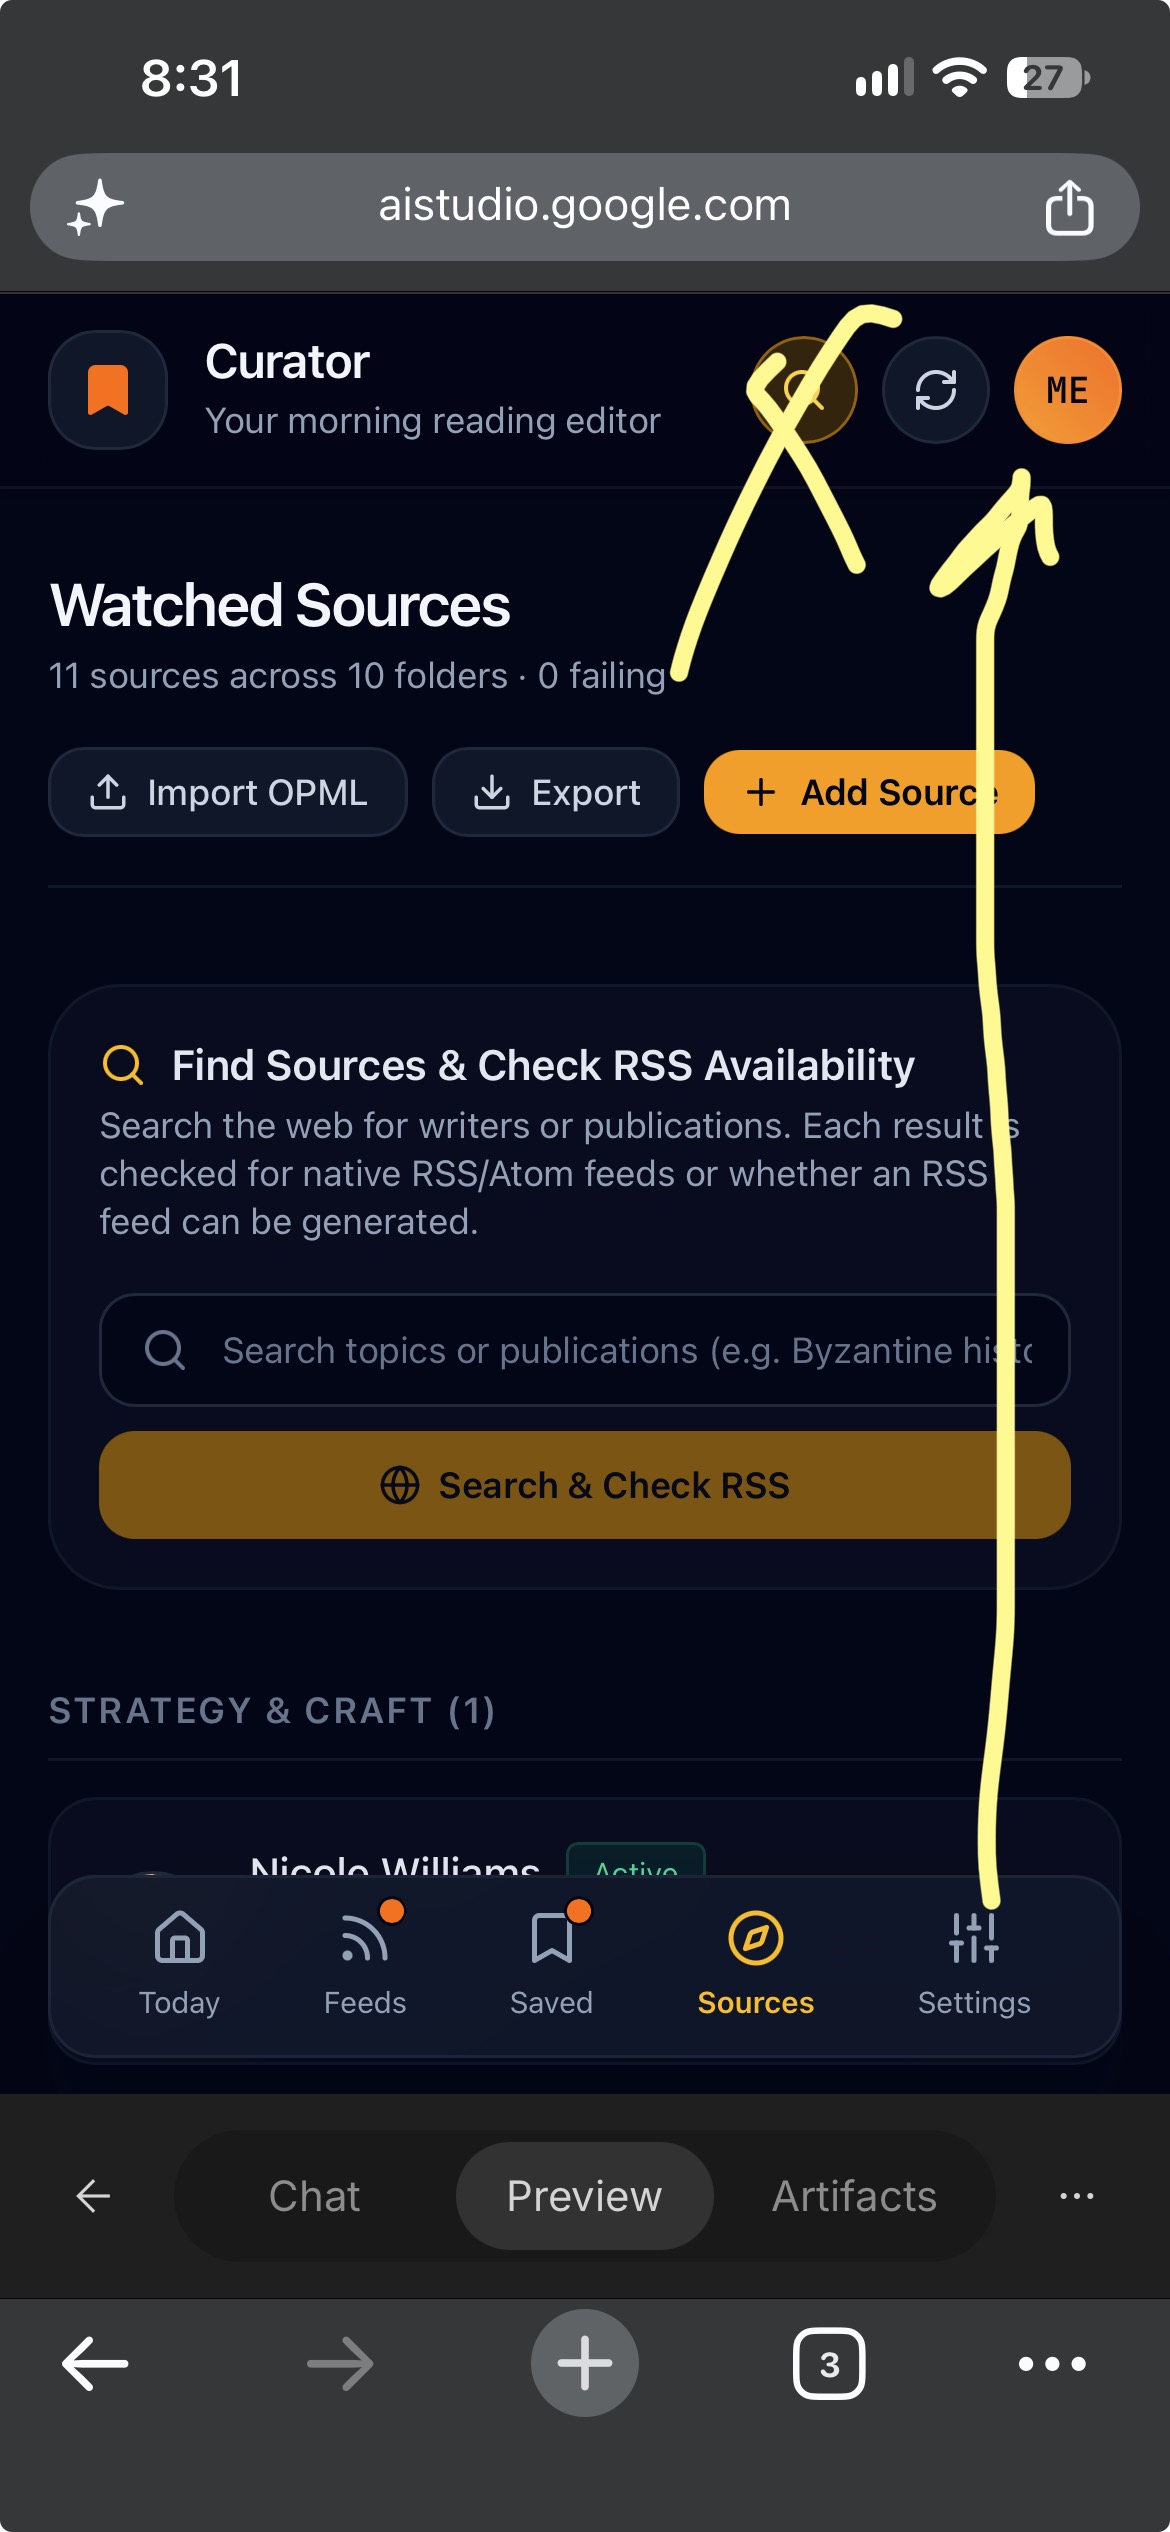 8:31
27
aistudio.google.com
Curator
Your morning reading editor
ME
Watched Sources
11 sources across 10 folders · 0 failing
Import OPML
Export
+ Add Source
Find Sources & Check RSS Availability
Search the web for writers or publications. Each result is
checked for native RSS/Atom feeds or whether an RSS
feed can be generated.
Search topics or publications (e.g. Byzantine histo
Search & Check RSS
STRATEGY & CRAFT (1)
Nicole Williams
Active
Today
Feeds
Saved
Sources
Settings
Chat
Preview
Artifacts
3